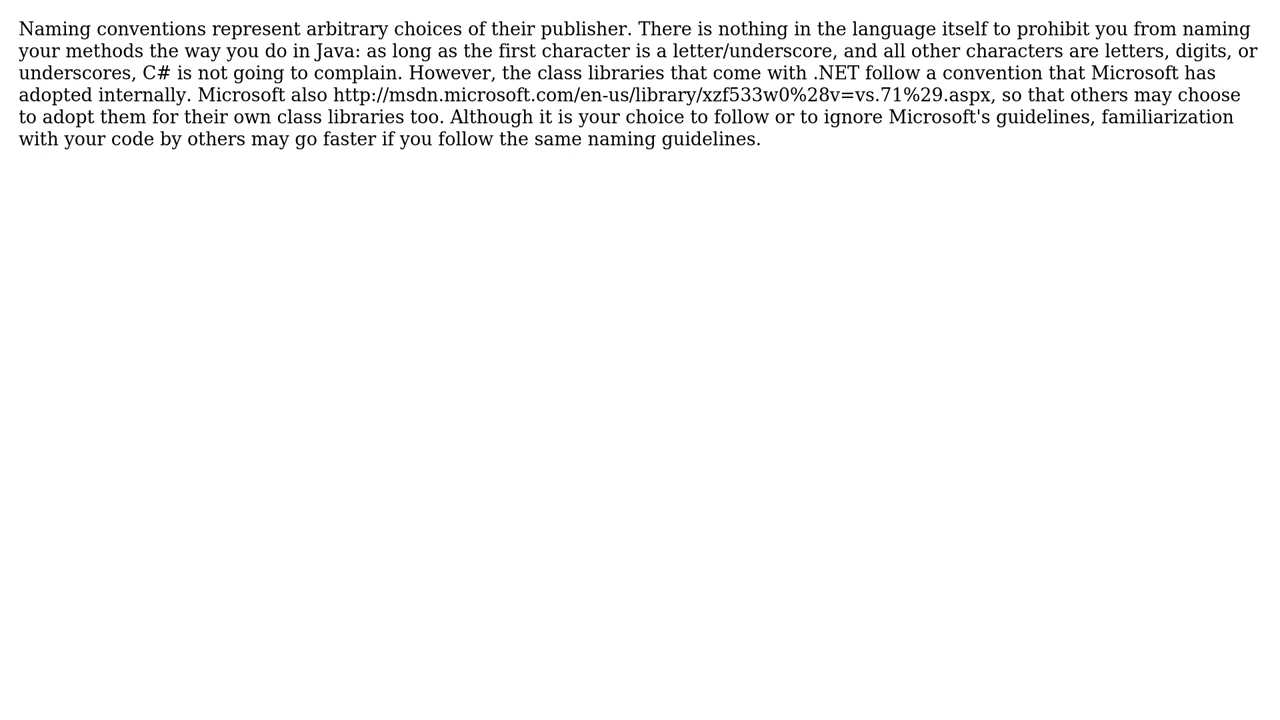 Naming conventions represent arbitrary choices of their publisher. There is nothing in the language itself to prohibit you from naming
your methods the way you do in Java: as long as the first character is a letter/underscore, and all other characters are letters, digits, or
underscores, C# is not going to complain. However, the class libraries that come with .NET follow a convention that Microsoft has
adopted internally. Microsoft also http://msdn.microsoft.com/en-us/library/xzf533w0%28v=vs.71%29.aspx, so that others may choose
to adopt them for their own class libraries too. Although it is your choice to follow or to ignore Microsoft's guidelines, familiarization
with your code by others may go faster if you follow the same naming guidelines.